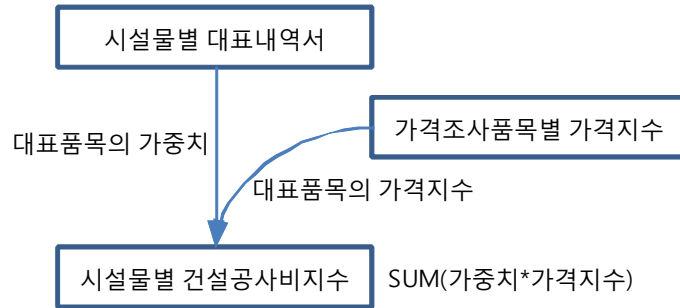 시설물별 대표내역서
대표품목의 가중치
가격조사품목별 가격지수
대표품목의 가격지수
시설물별 건설공사비지수
SUM(가중치*가격지수)